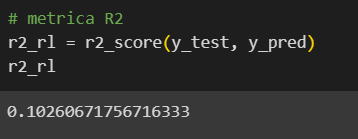 # metrica R2
r2_rl = r2_score(y_test, y_pred)
r2_rl
0.10260671756716333